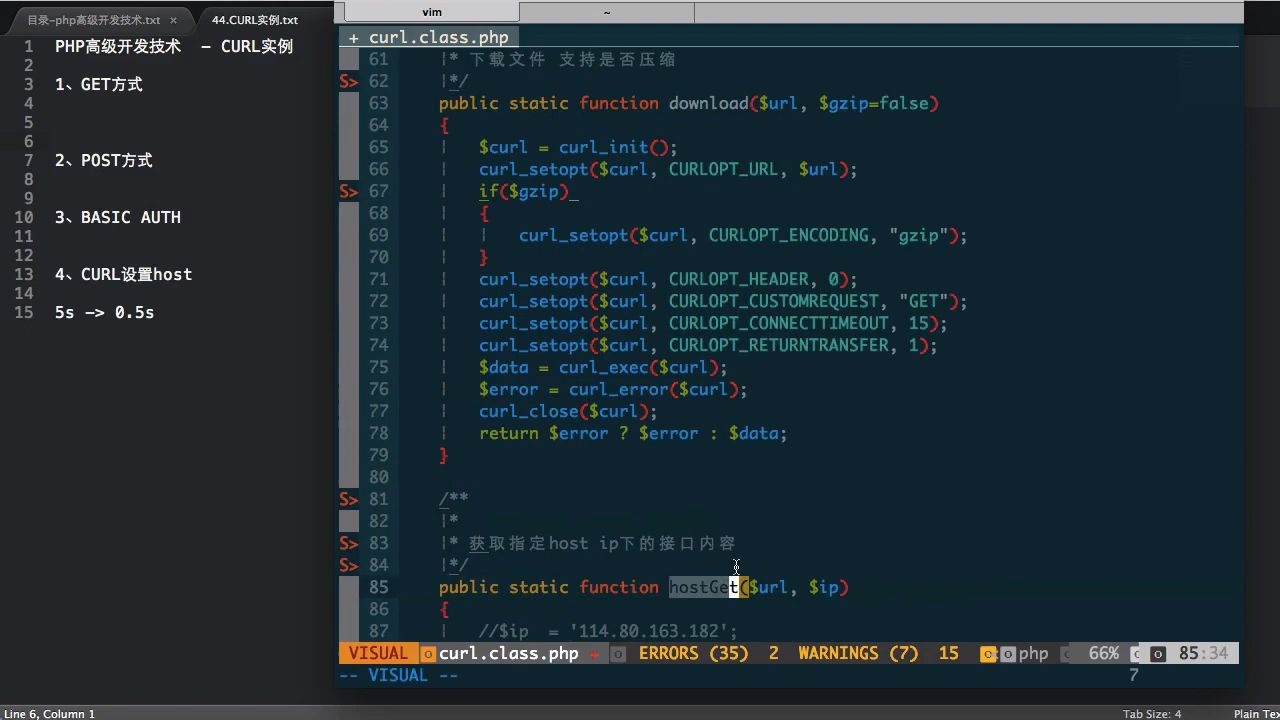 目录-php高级开发技术.txt ×
44.CURL实例.txt
1 PHP高级开发技术 - CURL实例
2
3 1、GET方式
4
5
6
7 2、POST方式
8
9
10 3、BASIC AUTH
11
12
13 4、CURL设置host
14
15 5s -> 0.5s
Line 6, Column 1
vim
~
+ curl.class.php
61 |* 下载文件 支持是否压缩
S> 62 |*/
63 public static function download($url, $gzip=false)
64 {
65 | $curl = curl_init();
66 | curl_setopt($curl, CURLOPT_URL, $url);
S> 67 | if($gzip)_
68 | {
69 | | curl_setopt($curl, CURLOPT_ENCODING, "gzip");
70 | }
71 | curl_setopt($curl, CURLOPT_HEADER, 0);
72 | curl_setopt($curl, CURLOPT_CUSTOMREQUEST, "GET");
73 | curl_setopt($curl, CURLOPT_CONNECTTIMEOUT, 15);
74 | curl_setopt($curl, CURLOPT_RETURNTRANSFER, 1);
75 | $data = curl_exec($curl);
76 | $error = curl_error($curl);
77 | curl_close($curl);
78 | return $error ? $error : $data;
79 }
80
S> 81 /**
82 |*
S> 83 |* 获取指定host ip下的接口内容
S> 84 |*/
85 public static function hostGet($url, $ip)
86 {
87 | //$ip = '114.80.163.182';
VISUAL curl.class.php ERRORS (35) 2 WARNINGS (7) 15 php 66% 85:34
-- VISUAL -- 7
Tab Size: 4 Plain Tex